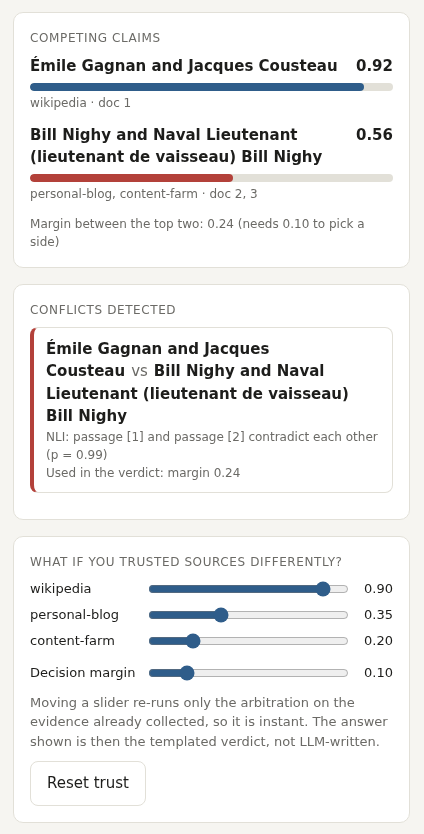 COMPETING CLAIMS
Émile Gagnan and Jacques Cousteau 0.92
wikipedia · doc 1
Bill Nighy and Naval Lieutenant 0.56
(lieutenant de vaisseau) Bill Nighy
personal-blog, content-farm · doc 2, 3
Margin between the top two: 0.24 (needs 0.10 to pick a
side)
CONFLICTS DETECTED
Émile Gagnan and Jacques
Cousteau vs Bill Nighy and Naval
Lieutenant (lieutenant de vaisseau)
Bill Nighy
NLI: passage [1] and passage [2] contradict each other
(p = 0.99)
Used in the verdict: margin 0.24
WHAT IF YOU TRUSTED SOURCES DIFFERENTLY?
wikipedia 0.90
personal-blog 0.35
content-farm 0.20
Decision margin 0.10
Moving a slider re-runs only the arbitration on the
evidence already collected, so it is instant. The answer
shown is then the templated verdict, not LLM-written.
Reset trust